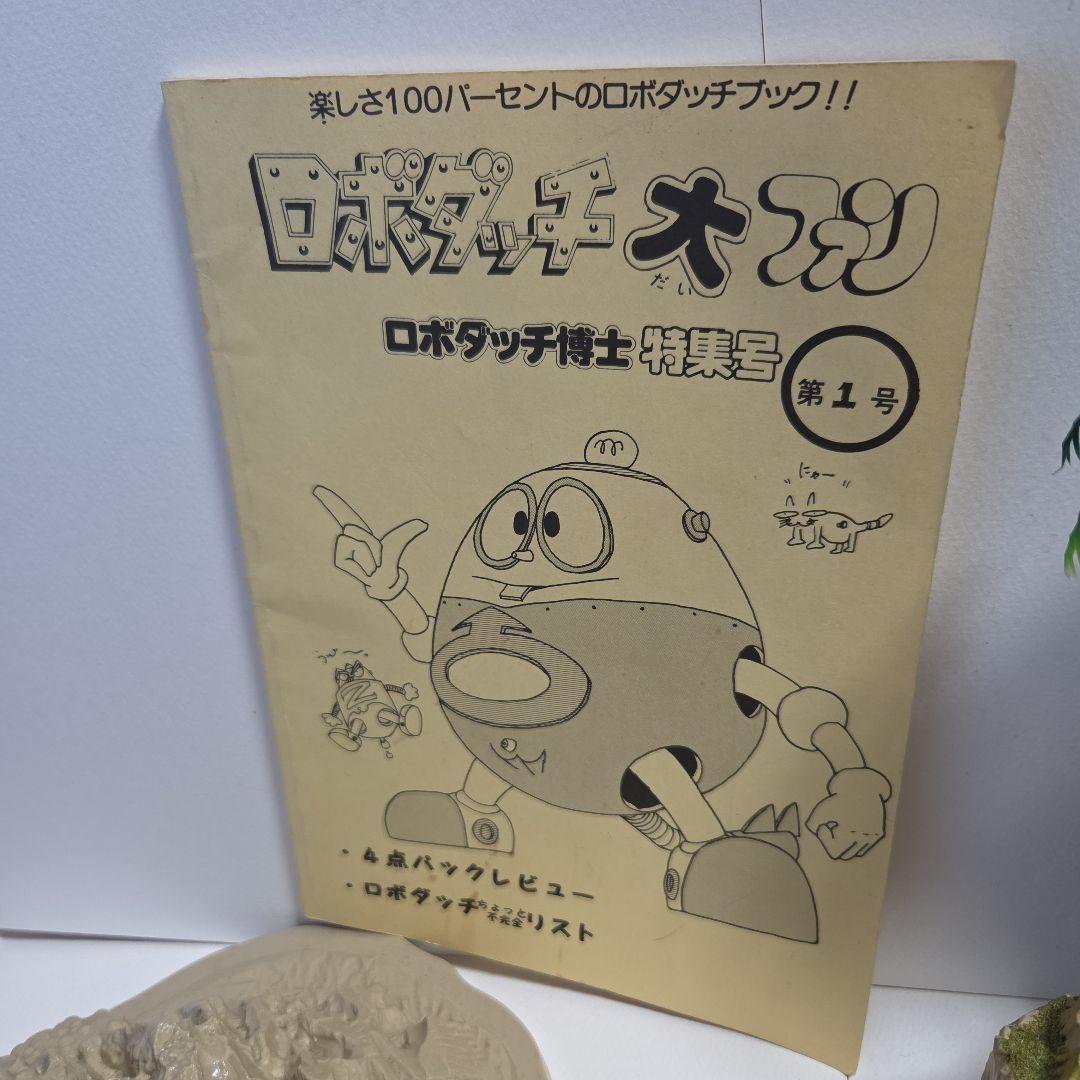 楽しさ100パーセントのロボダッチブック!!
ロボダッチ 大 ファン
だい
ロボダッチ博士 特集号
第1号
"にゃー"
Z
・4点パックレビュー
・ロボダッチちょっと不完全リスト